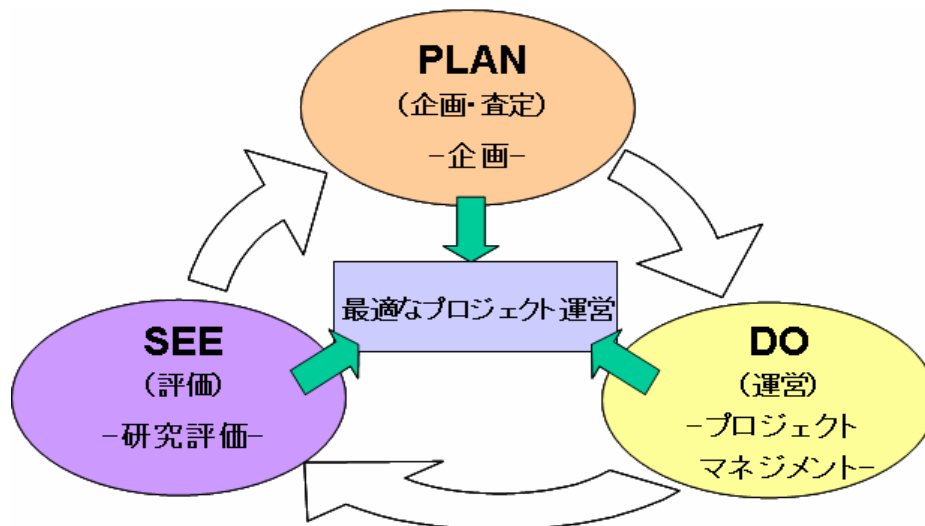 PLAN
(企画・査定)
-企画-
最適なプロジェクト運営
SEE
(評価)
-研究評価-
DO
(運営)
-プロジェクト
マネジメント-